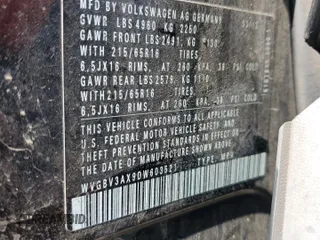 MFD BY VOLKSWAGEN AG GERMANY
GVWR LBS 4960 KG 2250
GAWR FRONT LBS 2491 KG 1130
WITH 215/65R16 TIRES,
6.5JX16 RIMS, AT 260 KPA, 38 PSI COLD
GAWR REAR LBS 2579 KG 1170
WITH 215/65R16 TIRES,
6.5JX16 RIMS, AT 260 KPA, 38 PSI COLD
THIS VEHICLE CONFORMS TO ALL APPLICABLE
U.S. FEDERAL MOTOR VEHICLE SAFETY
STANDARDS IN EFFECT ON THE DATE OF
MANUFACTURE SHOWN ABOVE
WVGBV3AX9DW603521 TYPE: MPV